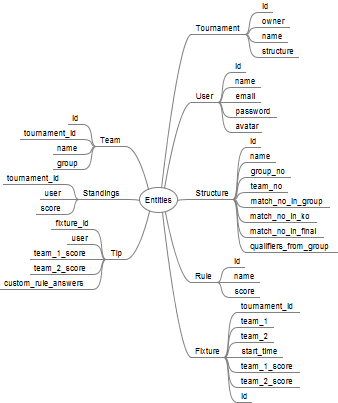 Entities
Tournament
id
owner
name
structure
User
id
name
email
password
avatar
Structure
id
name
group_no
team_no
match_no_in_group
match_no_in_ko
match_no_in_final
qualifiers_from_group
Rule
id
name
score
Fixture
tournament_id
team_1
team_2
start_time
team_1_score
team_2_score
id
Team
id
tournament_id
name
group
Standings
tournament_id
user
score
Tip
fixture_id
user
team_1_score
team_2_score
custom_rule_answers